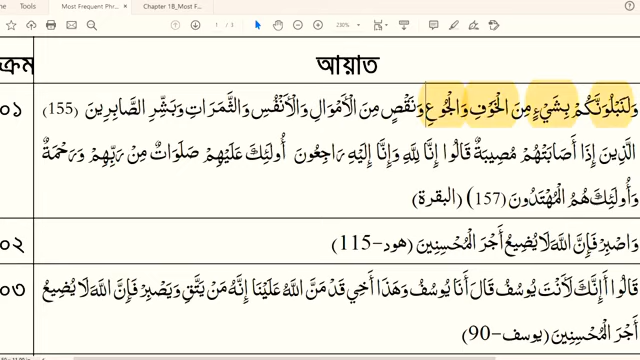 ome Tools Most Frequent Phr... × Chapter 18_Most F...
1 / 3 230%
ক্রম আয়াত
০১ وَلَنَبْلُوَنَّكُمْ بِشَيْءٍ مِنَ الْخَوْفِ وَالْجُوعِ وَنَقْصٍ مِنَ الْأَمْوَالِ وَالْأَنْفُسِ وَالثَّمَرَاتِ وَبَشِّرِ الصَّابِرِينَ (155)
الَّذِينَ إِذَا أَصَابَتْهُمْ مُصِيبَةٌ قَالُوا إِنَّا لِلَّهِ وَإِنَّا إِلَيْهِ رَاجِعُونَ أُولَئِكَ عَلَيْهِمْ صَلَوَاتٌ مِنْ رَبِّهِمْ وَرَحْمَةٌ
وَأُولَئِكَ هُمُ الْمُهْتَدُونَ (157) (البقرة)
০২ وَاصْبِرْ فَإِنَّ اللَّهَ لَا يُضِيعُ أَجْرَ الْمُحْسِنِينَ (هود-115)
০৩ قَالُوا أَإِنَّكَ لَأَنْتَ يُوسُفُ قَالَ أَنَا يُوسُفُ وَهَذَا أَخِي قَدْ مَنَّ اللَّهُ عَلَيْنَا إِنَّهُ مَنْ يَتَّقِ وَيَصْبِرْ فَإِنَّ اللَّهَ لَا يُضِيعُ
أَجْرَ الْمُحْسِنِينَ (يوسف-90)